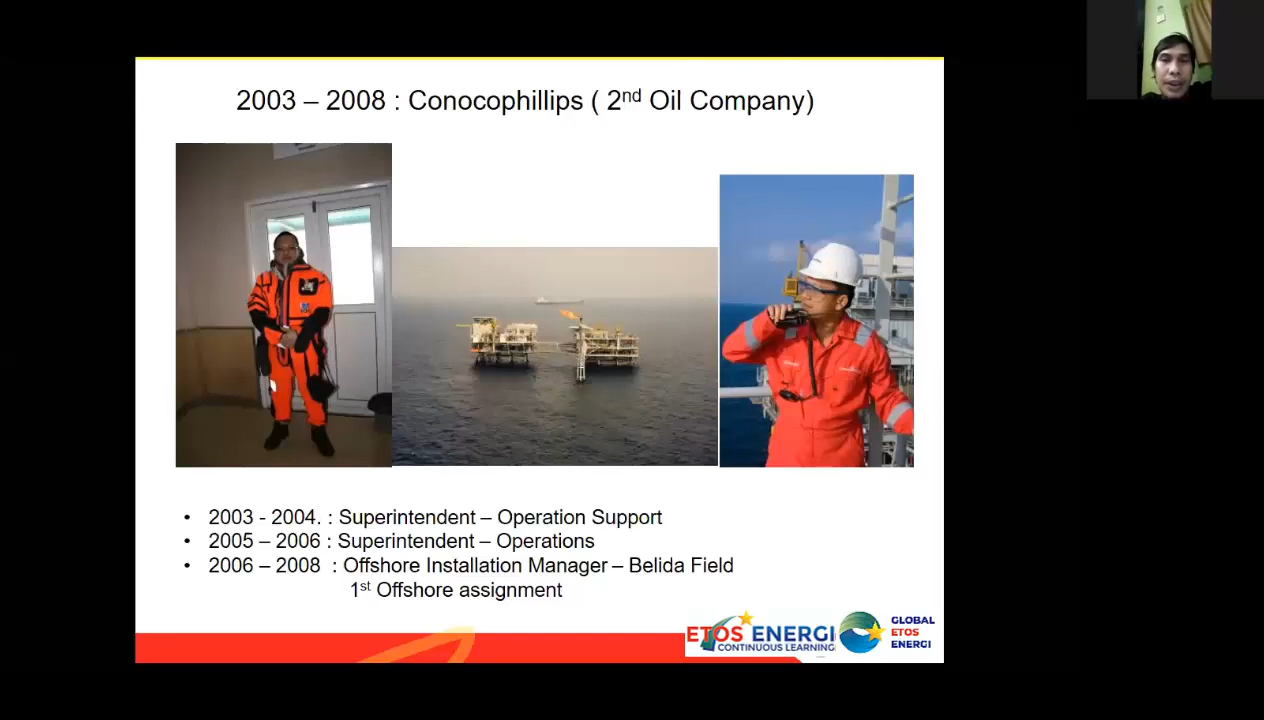 2003 – 2008 : Conocophillips ( 2nd Oil Company)
• 2003 - 2004. : Superintendent – Operation Support
• 2005 – 2006 : Superintendent – Operations
• 2006 – 2008 : Offshore Installation Manager – Belida Field
1st Offshore assignment
ETOS ENERGI
CONTINUOUS LEARNING
GLOBAL
ETOS
ENERGI